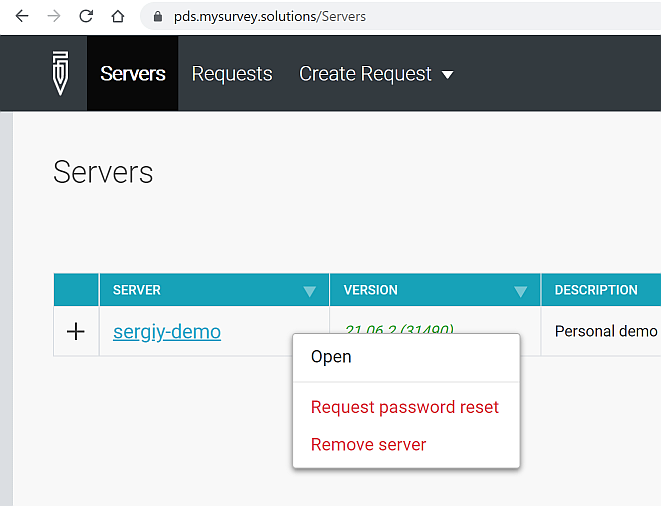 pds.mysurvey.solutions/Servers
Servers Requests Create Request
Servers
SERVER VERSION DESCRIPTION
sergiy-demo 21.06.2 (31490) Personal demo
Open
Request password reset
Remove server